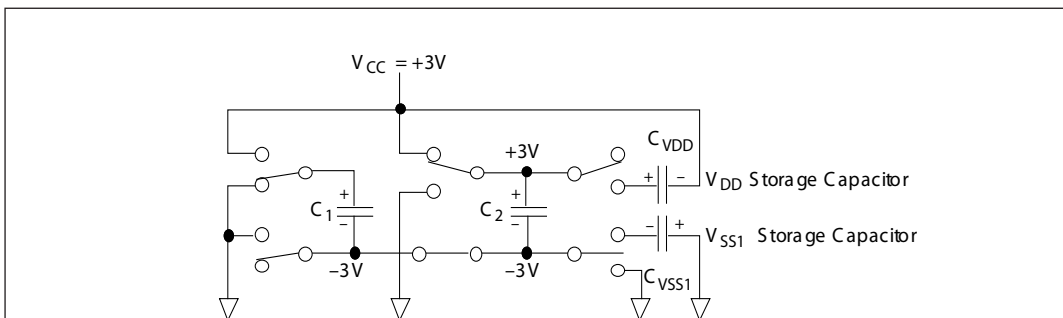 V CC = +3V
C VDD
+3V
+ – V DD Storage Capacitor
+ +
C 1 C 2
– –
– + V SS1 Storage Capacitor
–3V –3V
C VSS1